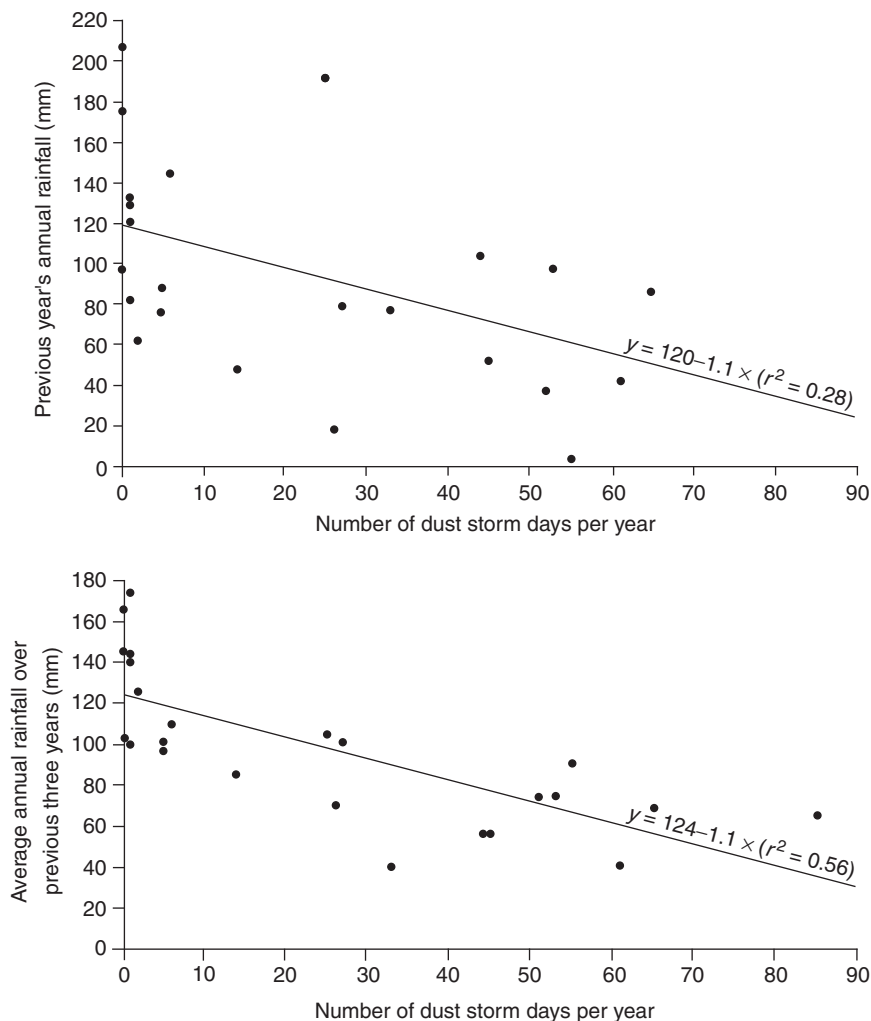 220
200
180
160
140
120
100
80
60
40
20
0
Previous year's annual rainfall (mm)
y = 120–1.1 × (r² = 0.28)
0 10 20 30 40 50 60 70 80 90
Number of dust storm days per year
180
160
140
120
100
80
60
40
20
0
Average annual rainfall over
previous three years (mm)
y = 124–1.1 × (r² = 0.56)
0 10 20 30 40 50 60 70 80 90
Number of dust storm days per year